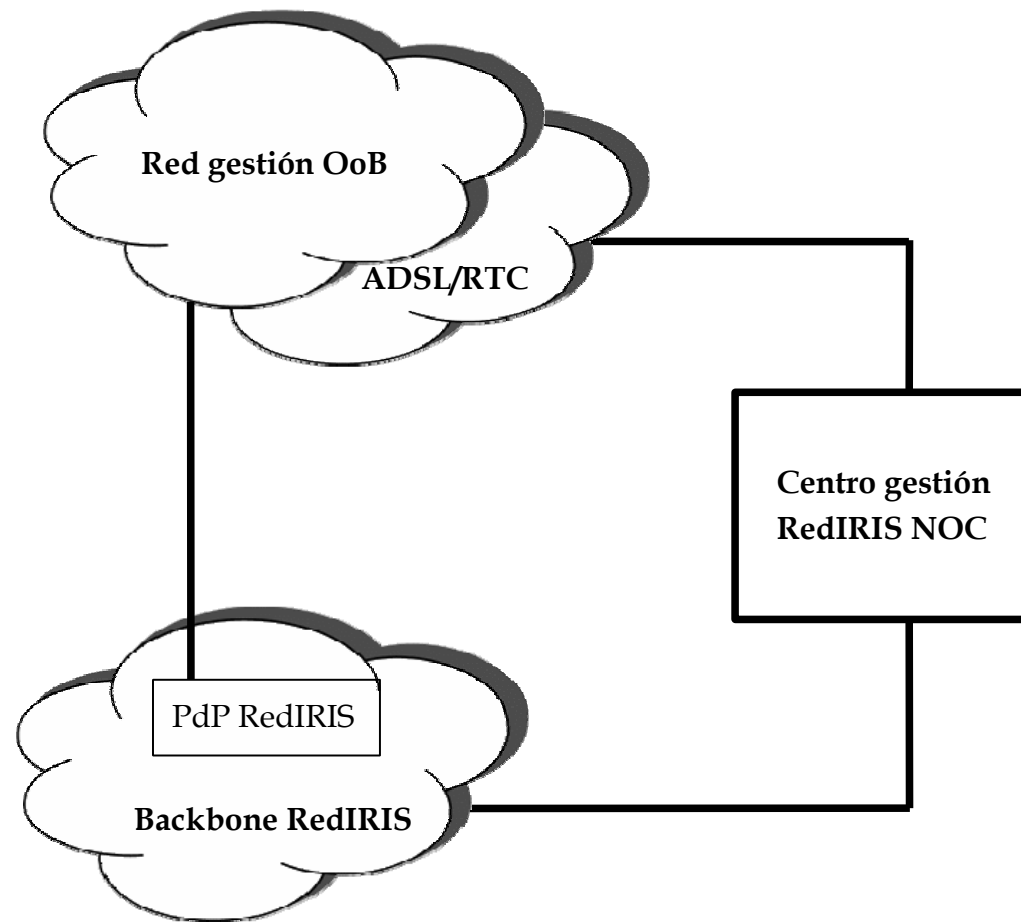 Red gestión OoB
ADSL/RTC
Centro gestión
RedIRIS NOC
PdP RedIRIS
Backbone RedIRIS